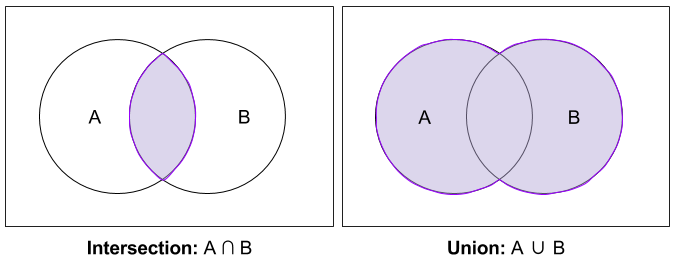 A B
A B
Intersection: A ∩ B
Union: A ∪ B